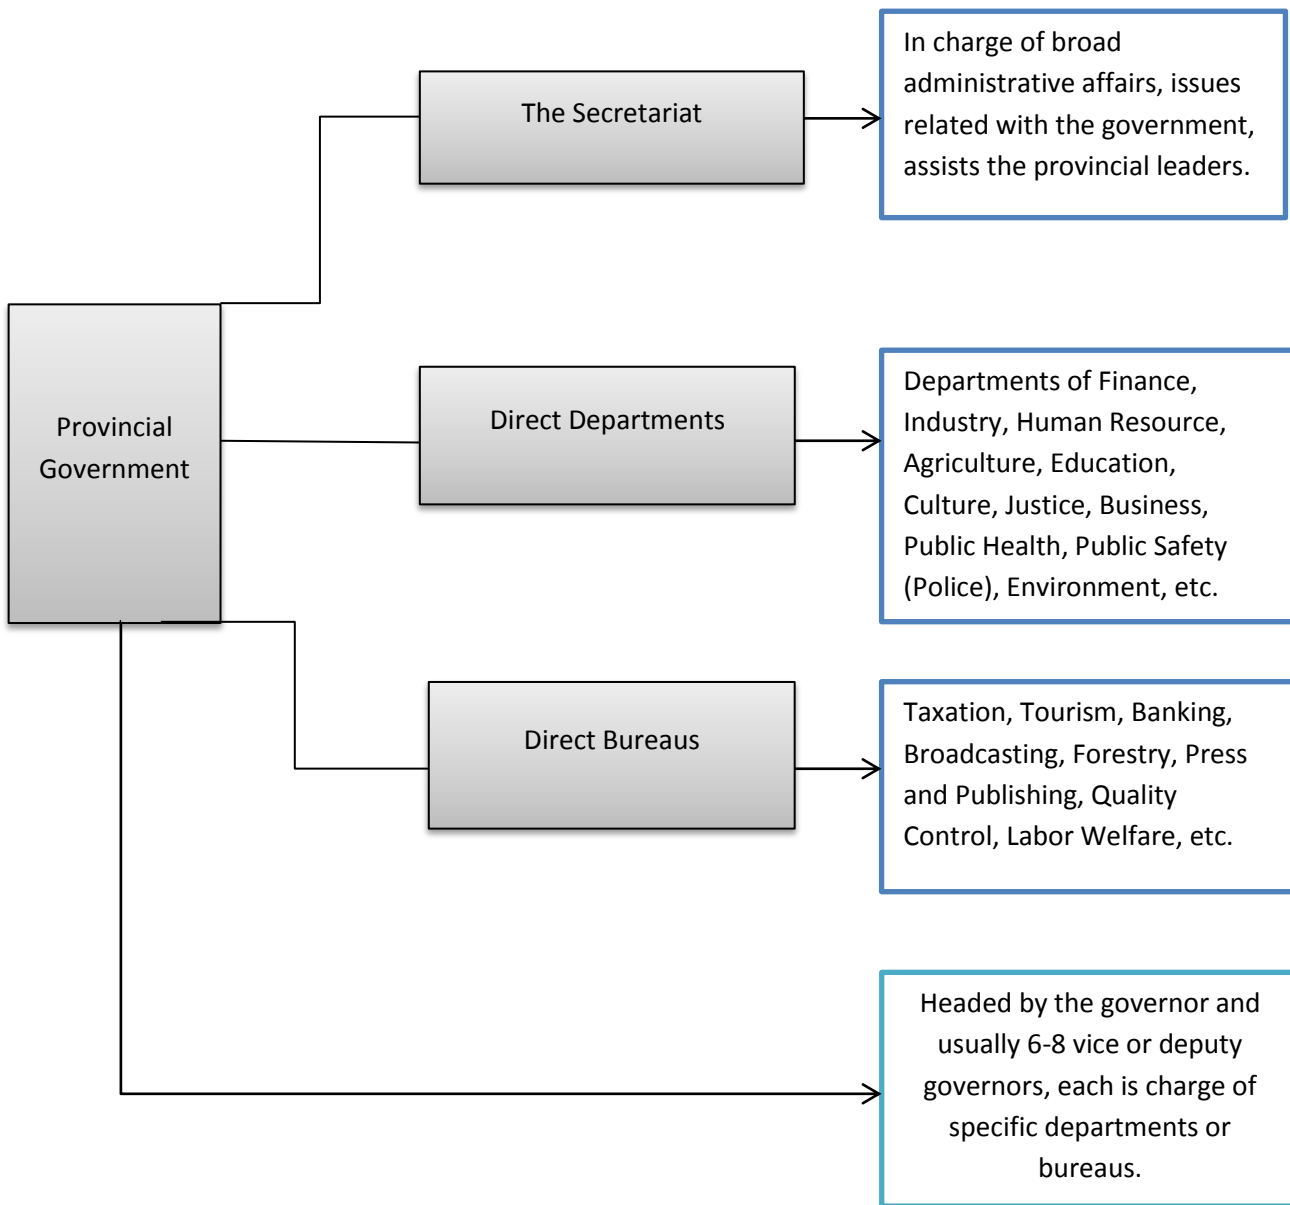 The Secretariat
In charge of broad
administrative affairs, issues
related with the government,
assists the provincial leaders.
Provincial
Government
Direct Departments
Departments of Finance,
Industry, Human Resource,
Agriculture, Education,
Culture, Justice, Business,
Public Health, Public Safety
(Police), Environment, etc.
Direct Bureaus
Taxation, Tourism, Banking,
Broadcasting, Forestry, Press
and Publishing, Quality
Control, Labor Welfare, etc.
Headed by the governor and
usually 6-8 vice or deputy
governors, each is charge of
specific departments or
bureaus.